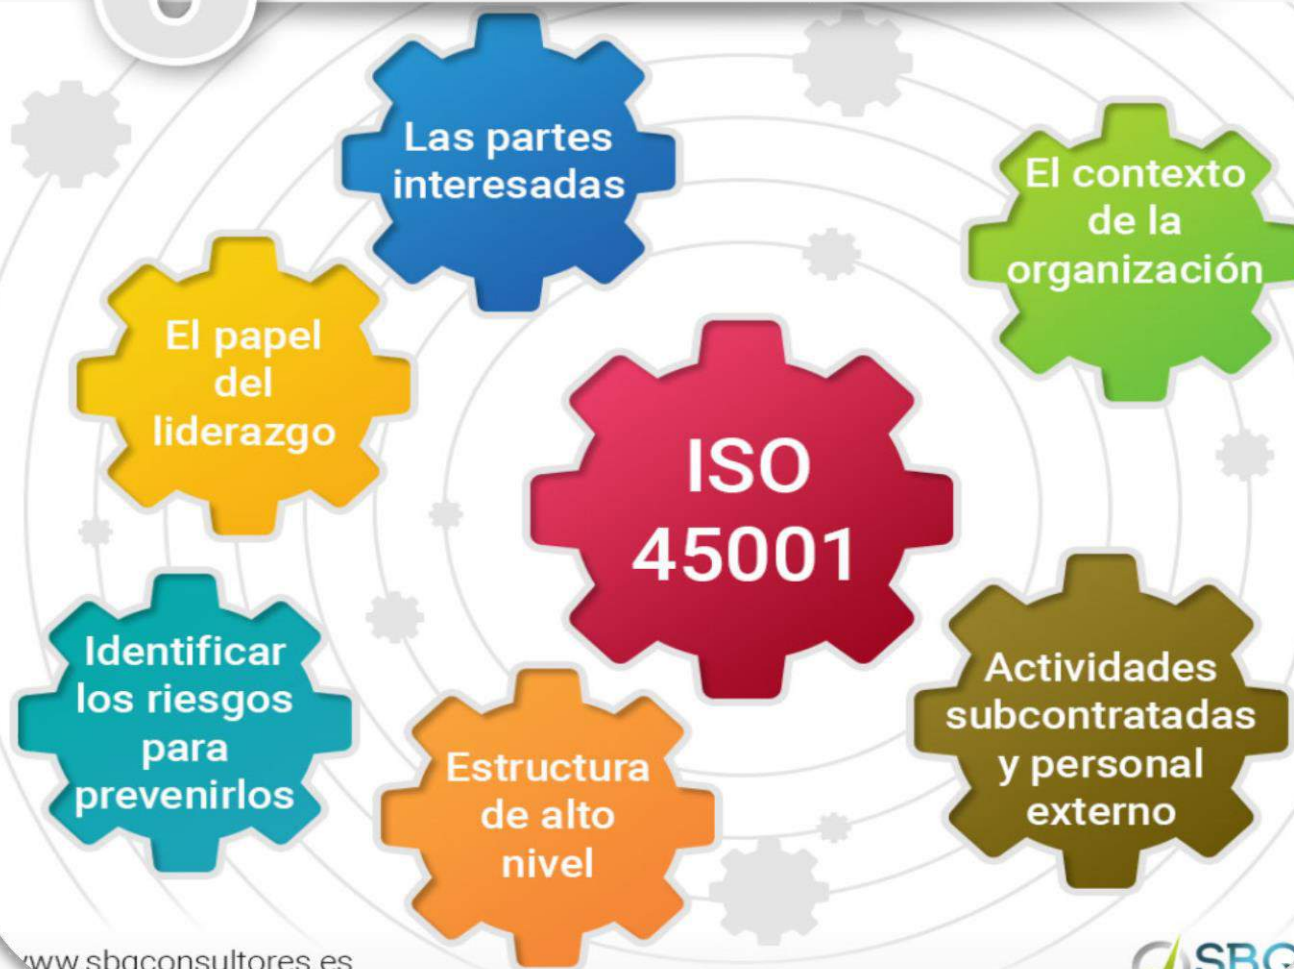 Las partes
interesadas
El contexto
de la
organización
El papel
del
liderazgo
ISO
45001
Identificar
los riesgos
para
prevenirlos
Estructura
de alto
nivel
Actividades
subcontratadas
y personal
externo
www.sbgconsultores.es
SBG